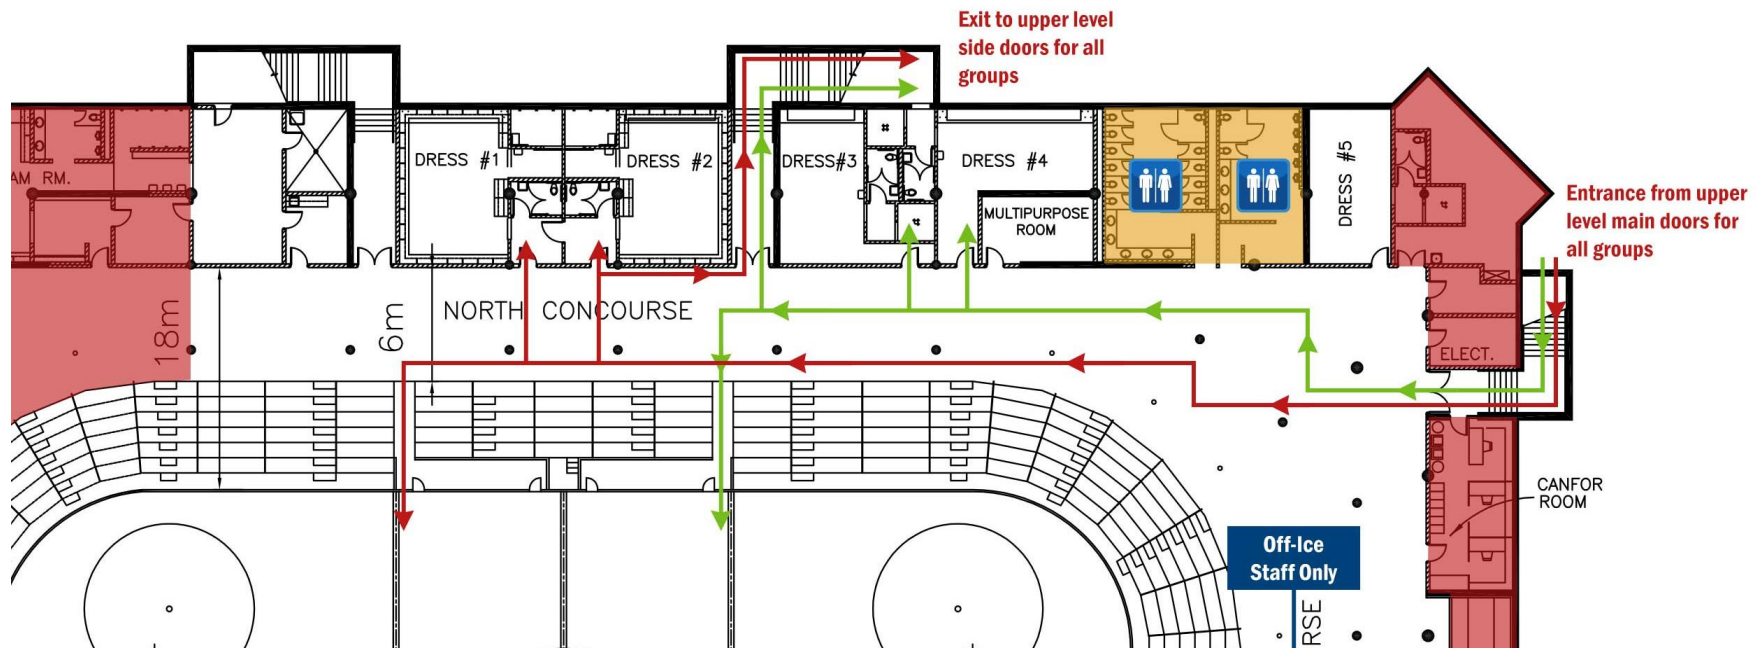 Exit to upper level
side doors for all
groups
AM RM.
DRESS #1
DRESS #2
DRESS#3
DRESS #4
MULTIPURPOSE
ROOM
DRESS #5
Entrance from upper
level main doors for
all groups
18m
6m
NORTH CONCOURSE
ELECT.
CANFOR
ROOM
Off-Ice
Staff Only
RSE